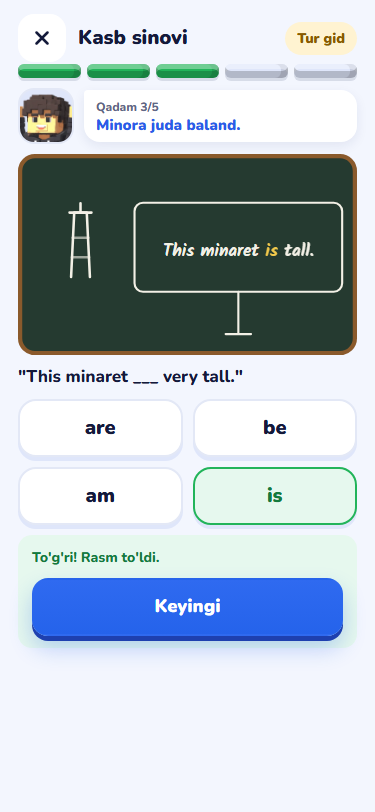 Kasb sinovi
Tur gid
Qadam 3/5
Minora juda baland.
This minaret is tall.
"This minaret ___ very tall."
are
be
am
is
To'g'ri! Rasm to'ldi.
Keyingi